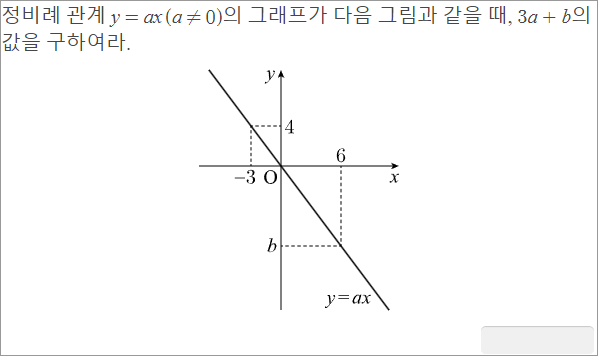 정비례 관계 y = ax (a ≠ 0)의 그래프가 다음 그림과 같을 때, 3a + b의
값을 구하여라.
y
4
6
-3 O x
b
y=ax